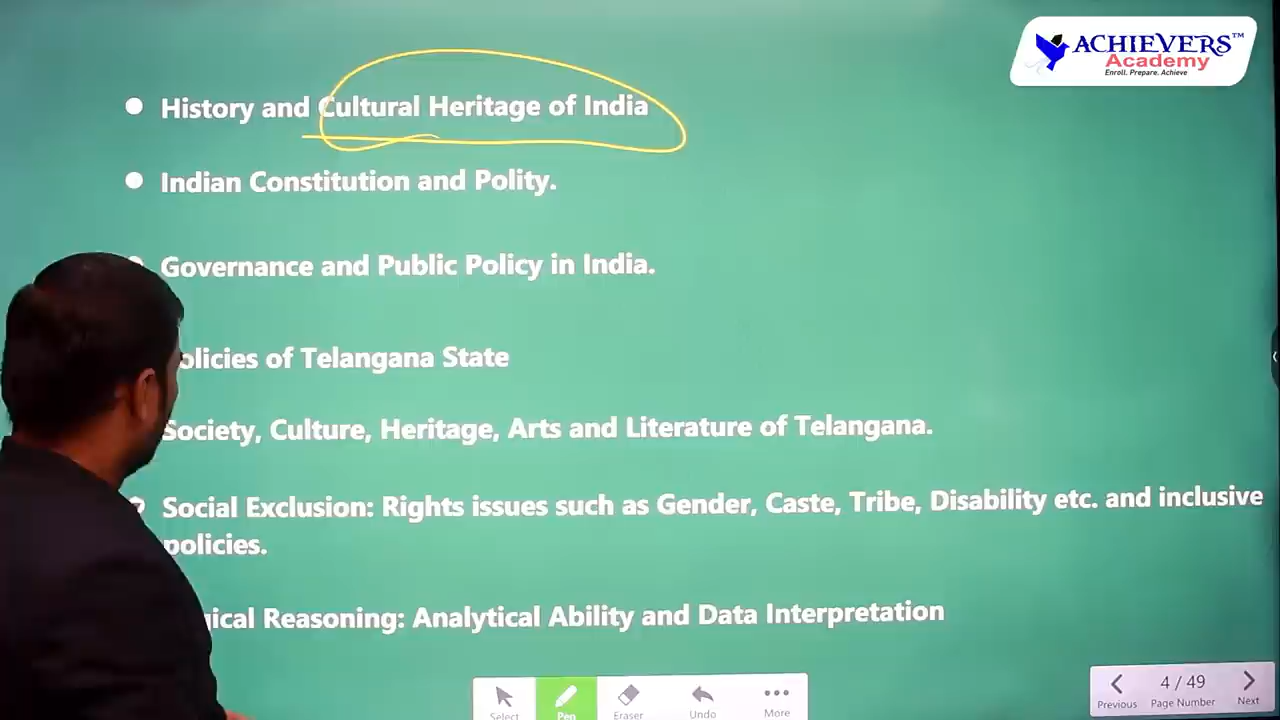 ACHIEVERS™
Academy
Enroll. Prepare. Achieve
History and Cultural Heritage of India
Indian Constitution and Polity.
Governance and Public Policy in India.
olicies of Telangana State
Society, Culture, Heritage, Arts and Literature of Telangana.
Social Exclusion: Rights issues such as Gender, Caste, Tribe, Disability etc. and inclusive
policies.
ical Reasoning: Analytical Ability and Data Interpretation
Select Pen Eraser Undo More
4 / 49
Previous Page Number Next